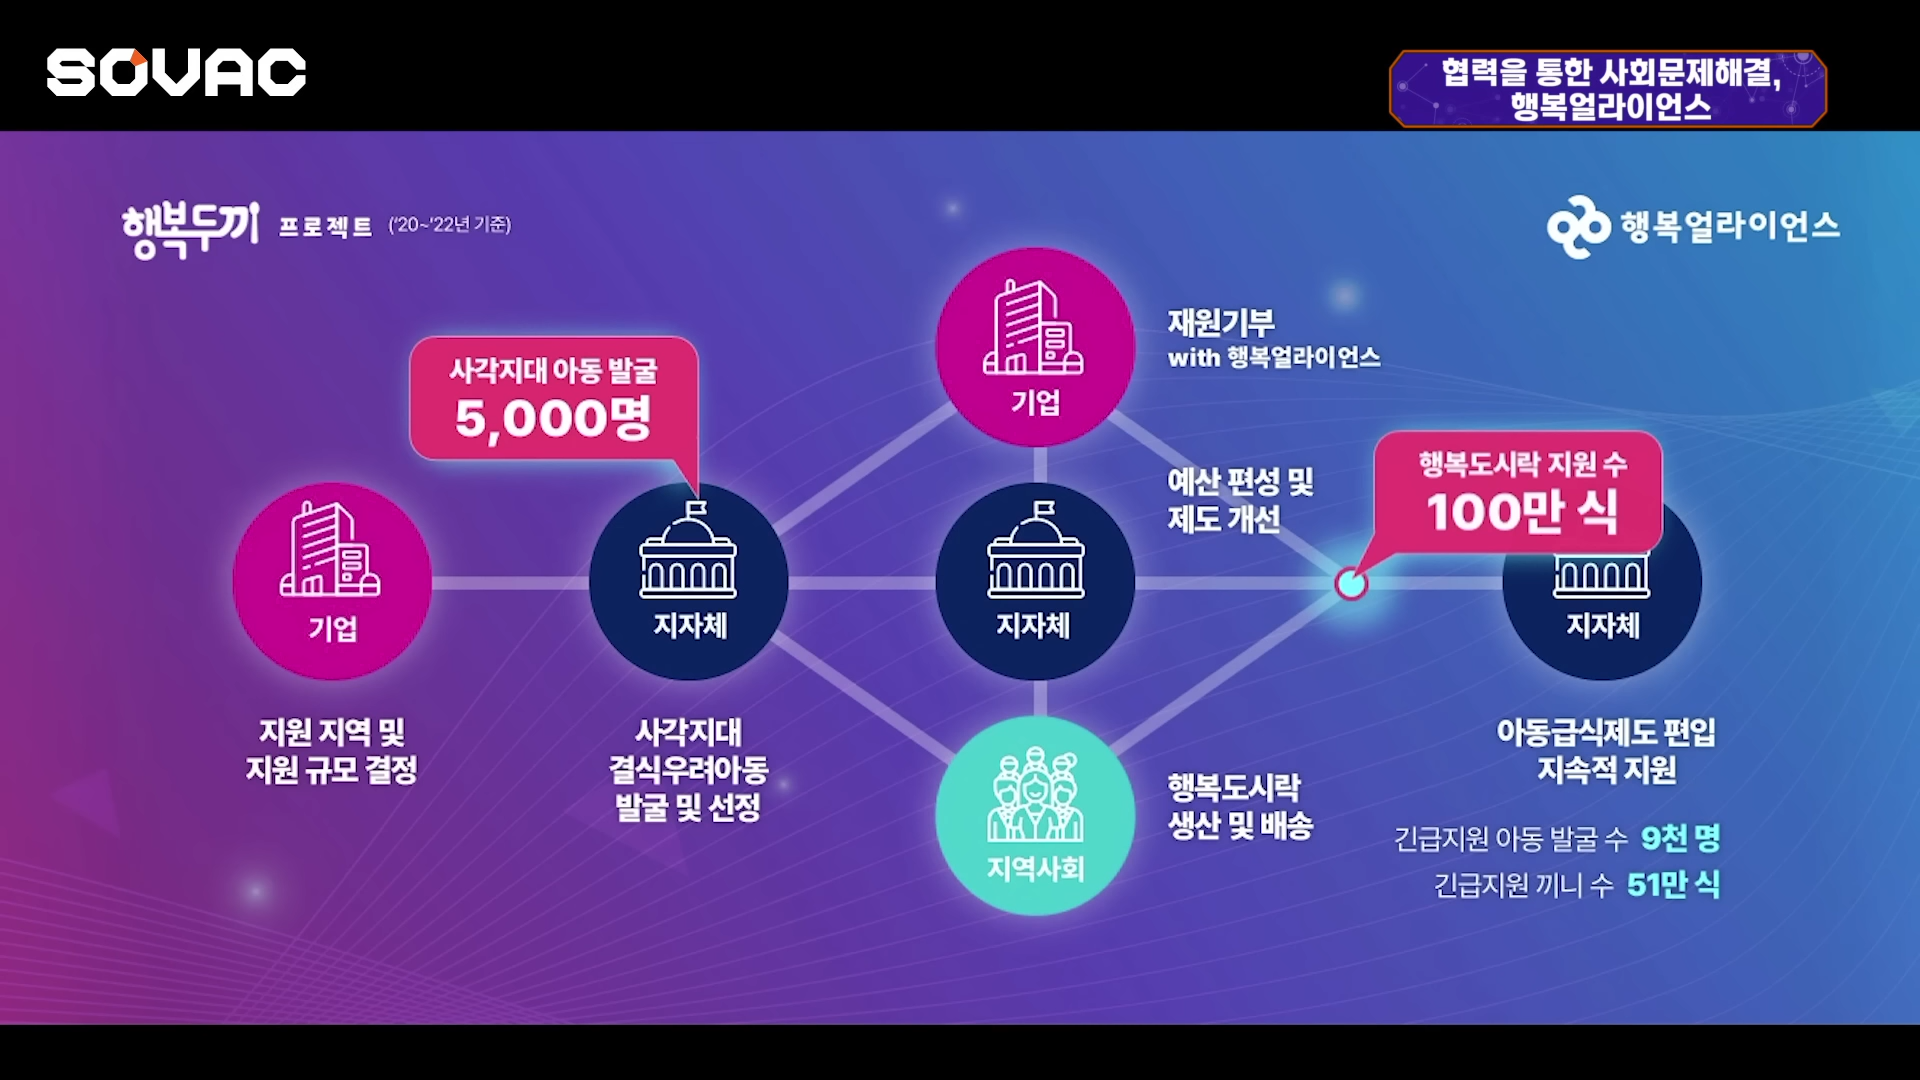 SOVAC
협력을 통한 사회문제해결,
행복얼라이언스
행복두끼 프로젝트 ('20~'22년 기준)
행복얼라이언스
사각지대 아동 발굴
5,000명
기업
재원기부
with 행복얼라이언스
예산 편성 및
제도 개선
행복도시락 지원 수
100만 식
기업
지자체
지자체
지자체
지원 지역 및
지원 규모 결정
사각지대
결식우려아동
발굴 및 선정
지역사회
행복도시락
생산 및 배송
아동급식제도 편입
지속적 지원
긴급지원 아동 발굴 수 9천 명
긴급지원 끼니 수 51만 식